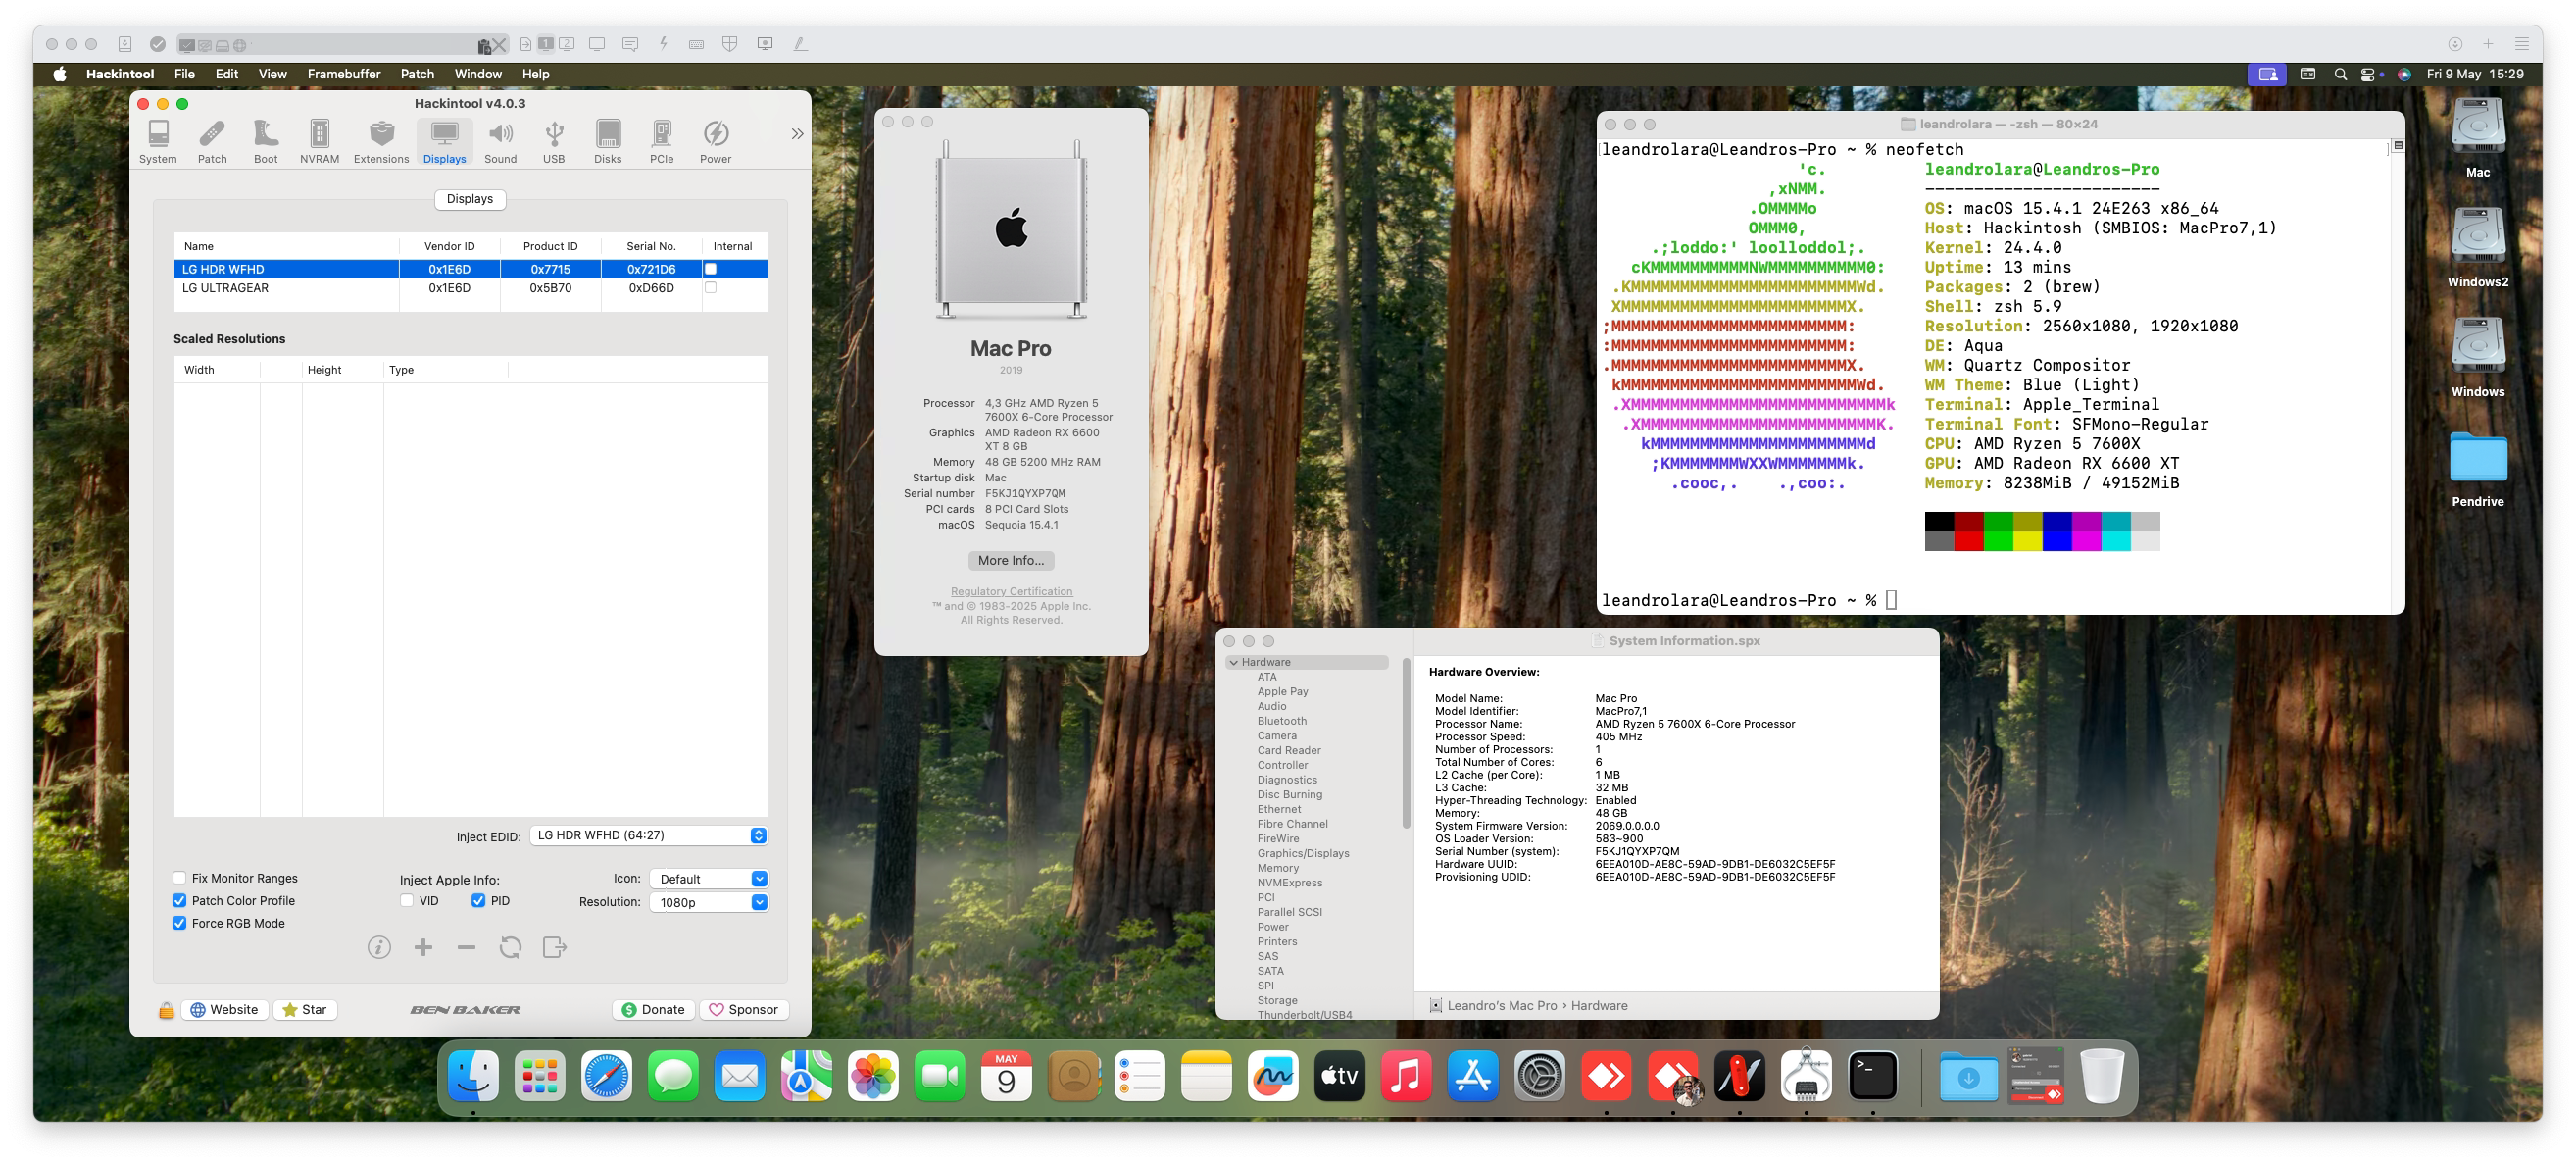 1 2
Hackintool File Edit View Framebuffer Patch Window Help
Fri 9 May 15:29
Hackintool v4.0.3
System Patch Boot NVRAM Extensions Displays Sound USB Disks PCIe Power
Displays
Name Vendor ID Product ID Serial No. Internal
LG HDR WFHD 0x1E6D 0x7715 0x721D6
LG ULTRAGEAR 0x1E6D 0x5B70 0xD66D
Scaled Resolutions
Width Height Type
Inject EDID: LG HDR WFHD (64:27)
Fix Monitor Ranges
Patch Color Profile
Force RGB Mode
Inject Apple Info:
VID PID
Icon: Default
Resolution: 1080p
Website Star BEN BAKER Donate Sponsor
Mac Pro
2019
Processor 4,3 GHz AMD Ryzen 5
7600X 6-Core Processor
Graphics AMD Radeon RX 6600
XT 8 GB
Memory 48 GB 5200 MHz RAM
Startup disk Mac
Serial number F5KJ1QYXP7QM
PCI cards 8 PCI Card Slots
macOS Sequoia 15.4.1
More Info...
Regulatory Certification
™ and © 1983-2025 Apple Inc.
All Rights Reserved.
leandrolara — -zsh — 80×24
leandrolara@Leandros-Pro ~ % neofetch
'c. leandrolara@Leandros-Pro
,xNMM. ------------------------
.OMMMMo OS: macOS 15.4.1 24E263 x86_64
OMMM0, Host: Hackintosh (SMBIOS: MacPro7,1)
.;loddo:' loolloddol;. Kernel: 24.4.0
cKMMMMMMMMMMNWMMMMMMMMMM0: Uptime: 13 mins
.KMMMMMMMMMMMMMMMMMMMMMMMWd. Packages: 2 (brew)
XMMMMMMMMMMMMMMMMMMMMMMMX. Shell: zsh 5.9
;MMMMMMMMMMMMMMMMMMMMMMMM: Resolution: 2560x1080, 1920x1080
:MMMMMMMMMMMMMMMMMMMMMMMM: DE: Aqua
.MMMMMMMMMMMMMMMMMMMMMMMMX. WM: Quartz Compositor
kMMMMMMMMMMMMMMMMMMMMMMMMWd. WM Theme: Blue (Light)
.XMMMMMMMMMMMMMMMMMMMMMMMMMMk Terminal: Apple_Terminal
.XMMMMMMMMMMMMMMMMMMMMMMMMK. Terminal Font: SFMono-Regular
kMMMMMMMMMMMMMMMMMMMMMMd CPU: AMD Ryzen 5 7600X
;KMMMMMMMWXXWMMMMMMMk. GPU: AMD Radeon RX 6600 XT
.cooc,. .,coo:. Memory: 8238MiB / 49152MiB
leandrolara@Leandros-Pro ~ %
System Information.spx
Hardware
ATA
Apple Pay
Audio
Bluetooth
Camera
Card Reader
Controller
Diagnostics
Disc Burning
Ethernet
Fibre Channel
FireWire
Graphics/Displays
Memory
NVMExpress
PCI
Parallel SCSI
Power
Printers
SAS
SATA
SPI
Storage
Thunderbolt/USB4
Hardware Overview:
Model Name: Mac Pro
Model Identifier: MacPro7,1
Processor Name: AMD Ryzen 5 7600X 6-Core Processor
Processor Speed: 405 MHz
Number of Processors: 1
Total Number of Cores: 6
L2 Cache (per Core): 1 MB
L3 Cache: 32 MB
Hyper-Threading Technology: Enabled
Memory: 48 GB
System Firmware Version: 2069.0.0.0.0
OS Loader Version: 583~900
Serial Number (system): F5KJ1QYXP7QM
Hardware UUID: 6EEA010D-AE8C-59AD-9DB1-DE6032C5EF5F
Provisioning UDID: 6EEA010D-AE8C-59AD-9DB1-DE6032C5EF5F
Leandro's Mac Pro › Hardware
Mac
Windows2
Windows
Pendrive
MAY
9
tv
>_